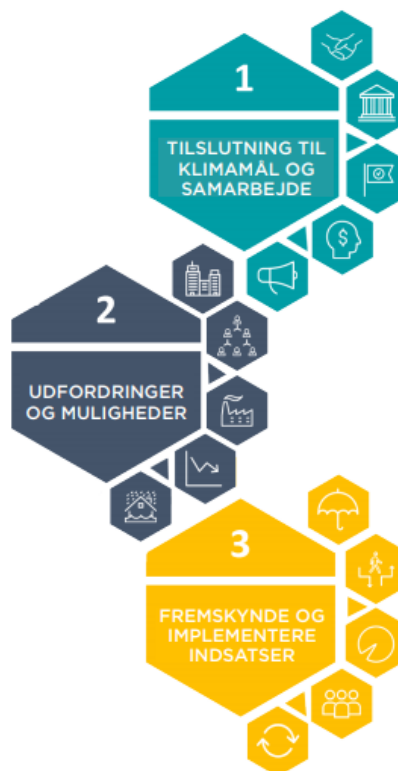 1
TILSLUTNING TIL
KLIMAMÅL OG
SAMARBEJDE
$
2
UDFORDRINGER
OG MULIGHEDER
3
FREMSKYNDE OG
IMPLEMENTERE
INDSATSER